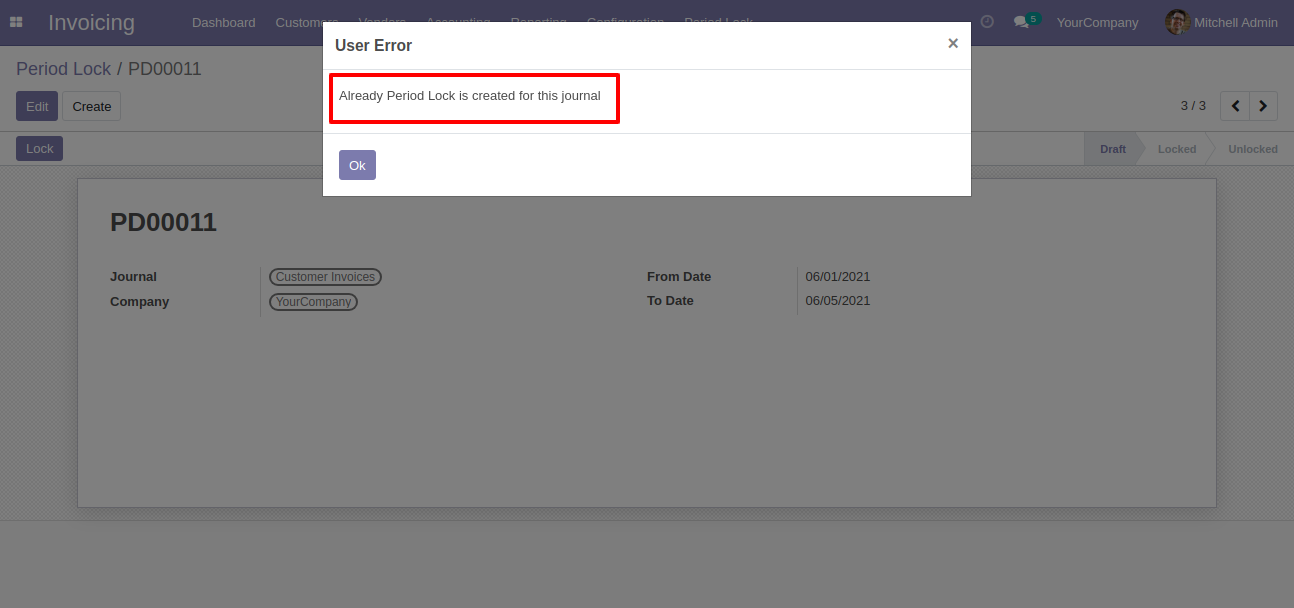 Invoicing
Dashboard Customers Vendors Accounting Reporting Configuration Period Lock
5 YourCompany Mitchell Admin
User Error ×
Already Period Lock is created for this journal
Ok
Period Lock / PD00011
Edit Create
3 / 3
Lock
Draft Locked Unlocked
PD00011
Journal Customer Invoices From Date 06/01/2021
Company YourCompany To Date 06/05/2021